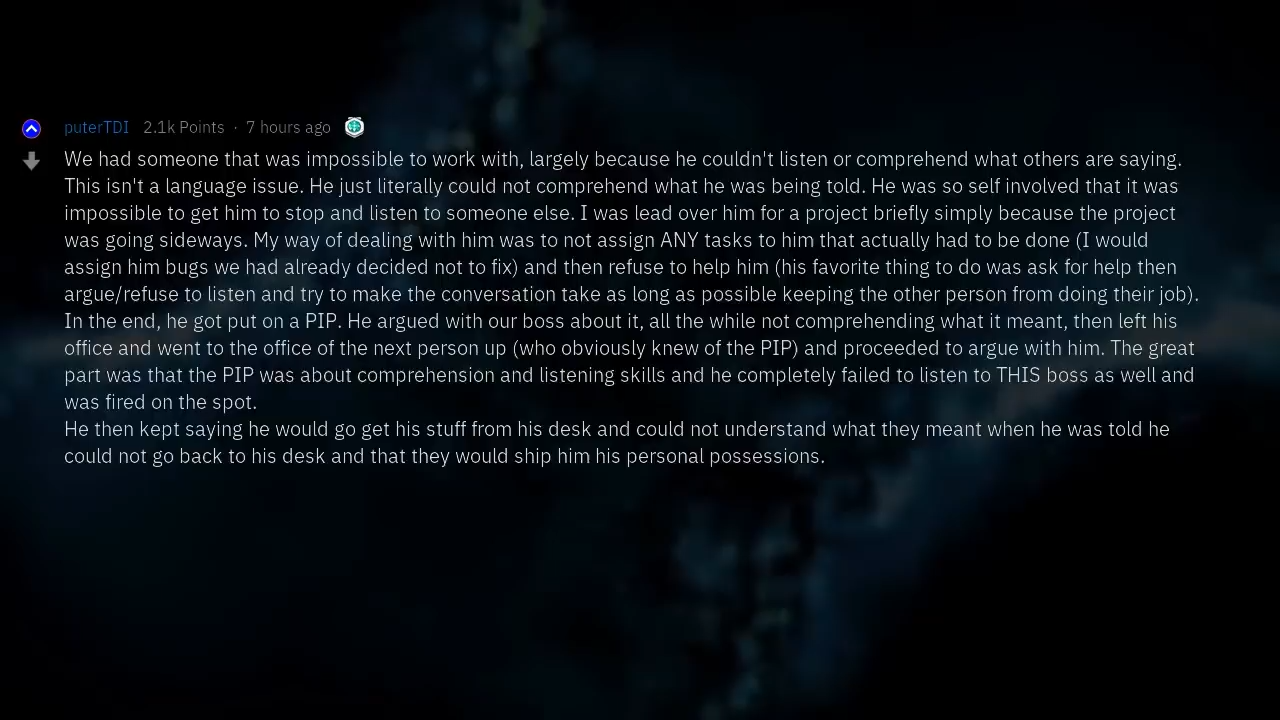 puterTDI 2.1k Points · 7 hours ago
We had someone that was impossible to work with, largely because he couldn't listen or comprehend what others are saying.
This isn't a language issue. He just literally could not comprehend what he was being told. He was so self involved that it was
impossible to get him to stop and listen to someone else. I was lead over him for a project briefly simply because the project
was going sideways. My way of dealing with him was to not assign ANY tasks to him that actually had to be done (I would
assign him bugs we had already decided not to fix) and then refuse to help him (his favorite thing to do was ask for help then
argue/refuse to listen and try to make the conversation take as long as possible keeping the other person from doing their job).
In the end, he got put on a PIP. He argued with our boss about it, all the while not comprehending what it meant, then left his
office and went to the office of the next person up (who obviously knew of the PIP) and proceeded to argue with him. The great
part was that the PIP was about comprehension and listening skills and he completely failed to listen to THIS boss as well and
was fired on the spot.
He then kept saying he would go get his stuff from his desk and could not understand what they meant when he was told he
could not go back to his desk and that they would ship him his personal possessions.